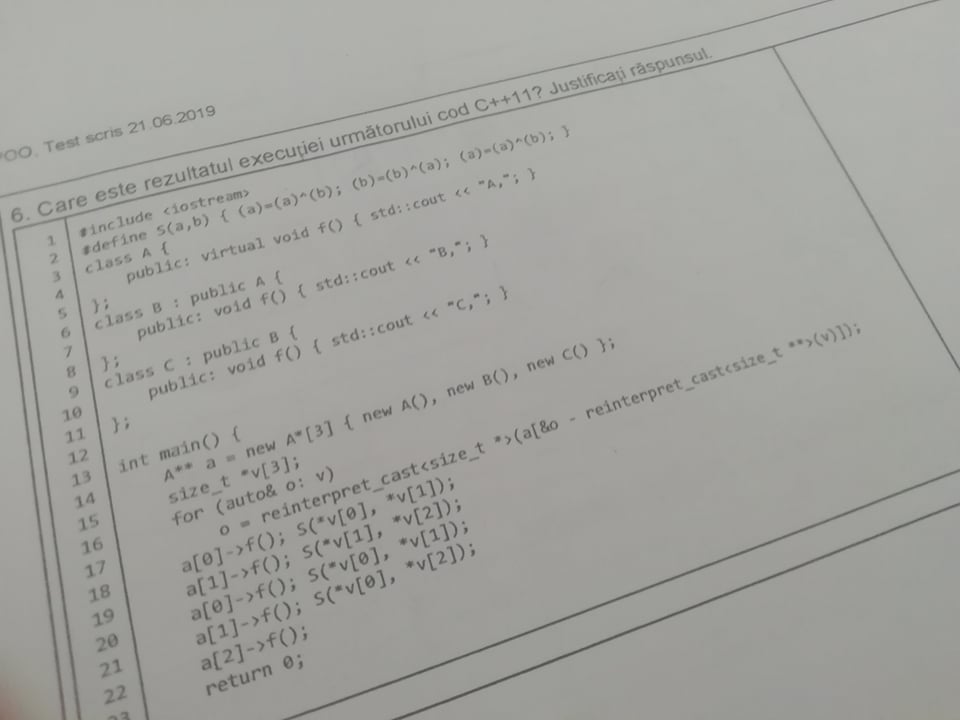 POO. Test scris 21.06.2019
6. Care este rezultatul execuției următorului cod C++11? Justificați răspunsul.
1 #include <iostream>
2 #define S(a,b) { (a)=(a)^(b); (b)=(b)^(a); (a)=(a)^(b); }
3 class A {
4 public: virtual void f() { std::cout << "A,"; }
5 };
6 class B : public A {
7 public: void f() { std::cout << "B,"; }
8 };
9 class C : public B {
10 public: void f() { std::cout << "C,"; }
11 };
12 int main() {
13 A** a = new A*[3] { new A(), new B(), new C() };
14 size_t *v[3];
15 for (auto& o: v)
16 o = reinterpret_cast<size_t *>(a[&o - reinterpret_cast<size_t **>(v)]);
17 a[0]->f(); S(*v[0], *v[1]);
18 a[1]->f(); S(*v[1], *v[2]);
19 a[0]->f(); S(*v[0], *v[1]);
20 a[1]->f(); S(*v[0], *v[2]);
21 a[2]->f();
22 return 0;
23